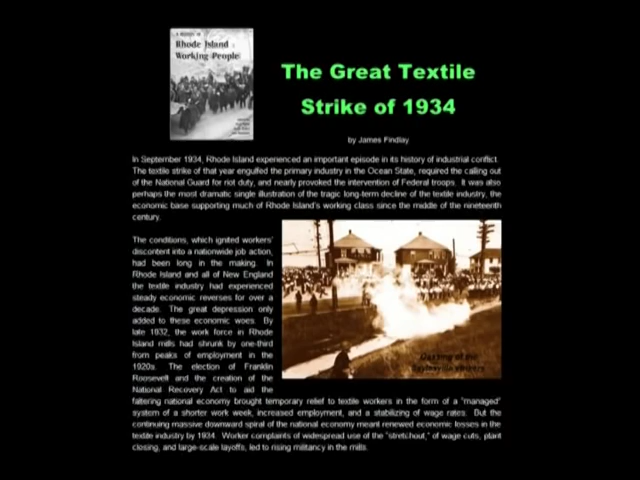 A HISTORY OF
Rhode Island
Working People
The Great Textile
Strike of 1934
by James Findlay
In September 1934, Rhode Island experienced an important episode in its history of industrial conflict.
The textile strike of that year engulfed the primary industry in the Ocean State, required the calling out
of the National Guard for riot duty, and nearly provoked the intervention of Federal troops. It was also
perhaps the most dramatic single illustration of the tragic long-term decline of the textile industry, the
economic base supporting much of Rhode Island's working class since the middle of the nineteenth
century.
The conditions, which ignited workers'
discontent into a nationwide job action,
had been long in the making. In
Rhode Island and all of New England
the textile industry had experienced
steady economic reverses for over a
decade. The great depression only
added to these economic woes. By
late 1932, the work force in Rhode
Island mills had shrunk by one-third
from peaks of employment in the
1920s. The election of Franklin
Roosevelt and the creation of the
National Recovery Act to aid the
faltering national economy brought temporary relief to textile workers in the form of a "managed"
system of a shorter work week, increased employment, and a stabilizing of wage rates. But the
continuing massive downward spiral of the national economy meant renewed economic losses in the
textile industry by 1934. Worker complaints of widespread use of the "stretchout," of wage cuts, plant
closing, and large-scale layoffs, led to rising militancy in the mills.
Gassing of the
Saylesville Workers